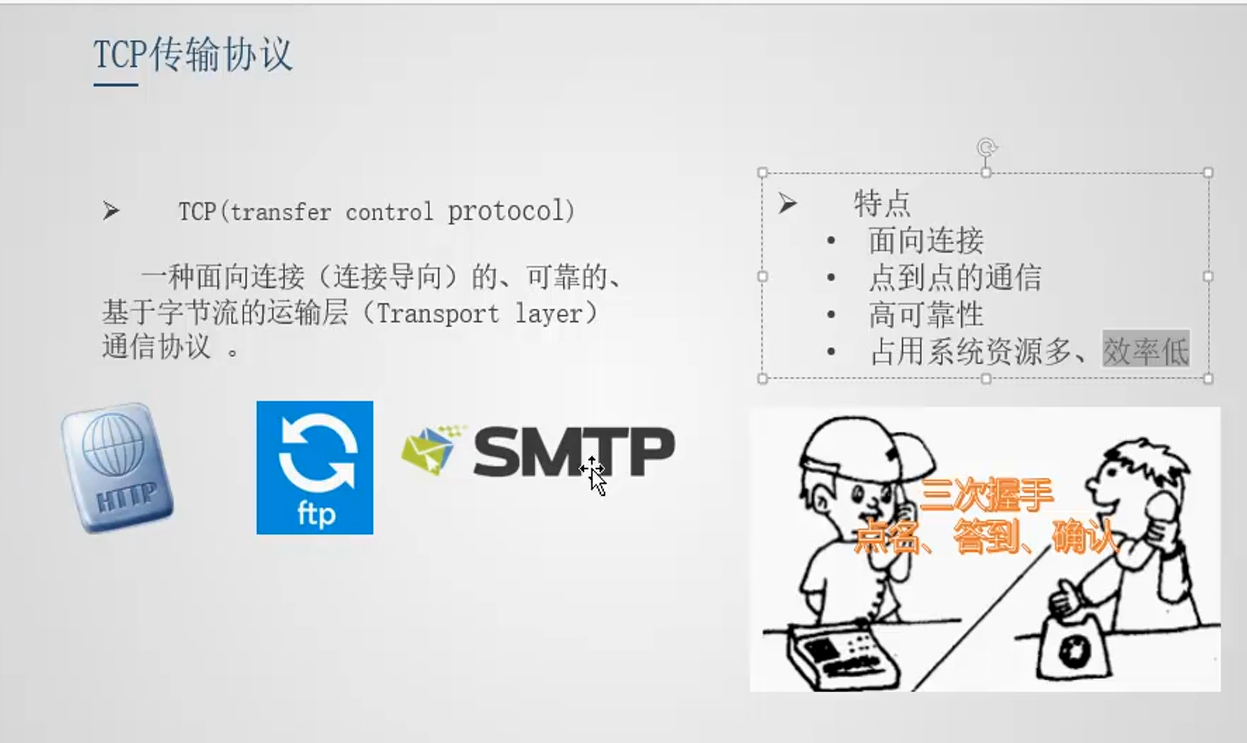 TCP传输协议
➢ TCP(transfer control protocol)
一种面向连接（连接导向）的、可靠的、
基于字节流的运输层（Transport layer）
通信协议 。
HTTP
ftp
SMTP
➢ 特点
• 面向连接
• 点到点的通信
• 高可靠性
• 占用系统资源多、效率低
三次握手
点名、答到、确认